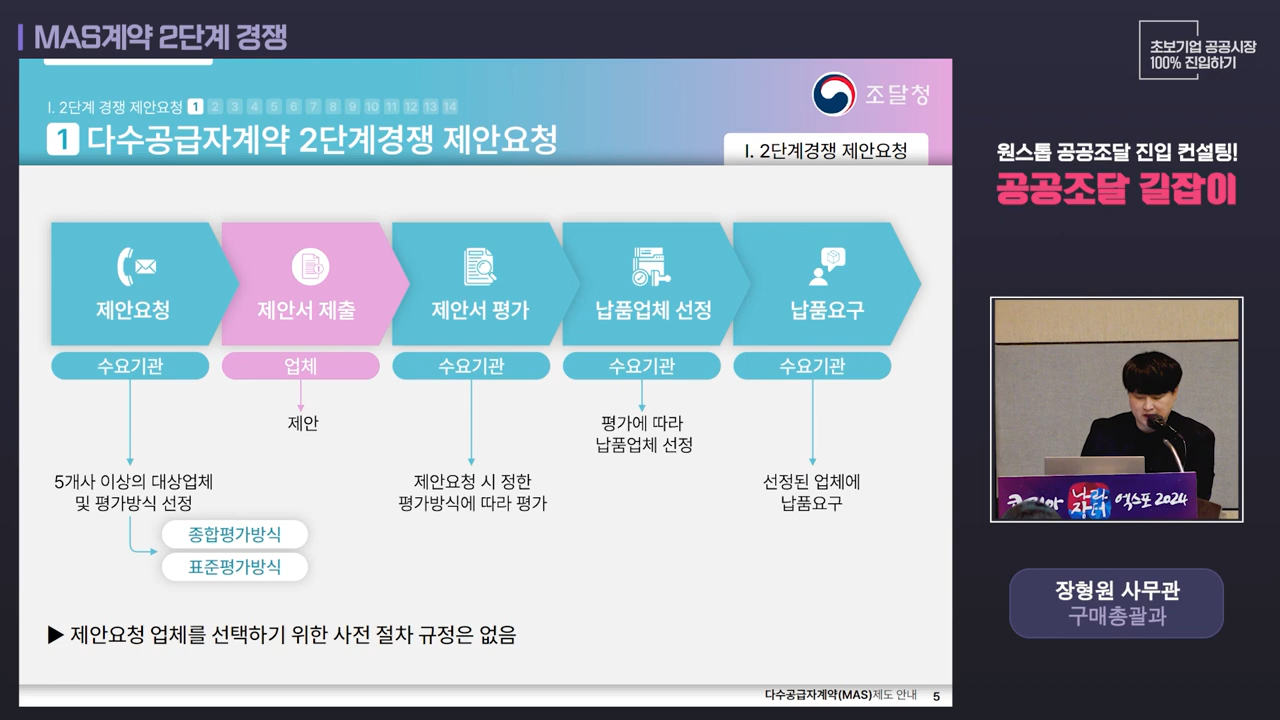 MAS계약 2단계 경쟁
초보기업 공공시장
100% 진입하기
I. 2단계 경쟁 제안요청 1 2 3 4 5 6 7 8 9 10 11 12 13 14
조달청
1 다수공급자계약 2단계경쟁 제안요청
I. 2단계경쟁 제안요청
원스톱 공공조달 진입 컨설팅!
공공조달 길잡이
제안요청
제안서 제출
제안서 평가
납품업체 선정
납품요구
수요기관
업체
수요기관
수요기관
수요기관
제안
평가에 따라
납품업체 선정
5개사 이상의 대상업체
및 평가방식 선정
제안요청 시 정한
평가방식에 따라 평가
선정된 업체에
납품요구
종합평가방식
표준평가방식
▶ 제안요청 업체를 선택하기 위한 사전 절차 규정은 없음
나라
장터
엑스포 2024
장형원 사무관
구매총괄과
다수공급자계약(MAS)제도 안내 5